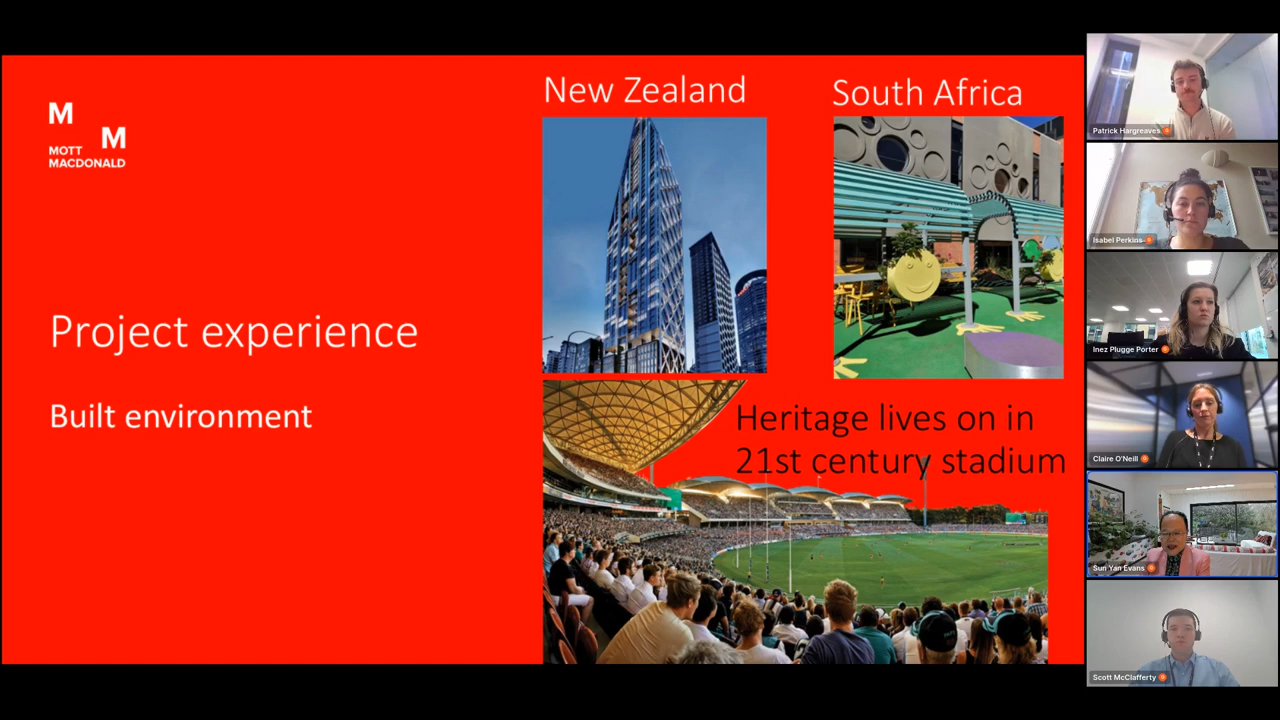 M
M
MOTT
MACDONALD
Project experience
Built environment
New Zealand
South Africa
Heritage lives on in
21st century stadium
Patrick Hargreaves
Isabel Perkins
Inez Plugge Porter
Claire O'Neill
Sun Yan Evans
Scott McClafferty